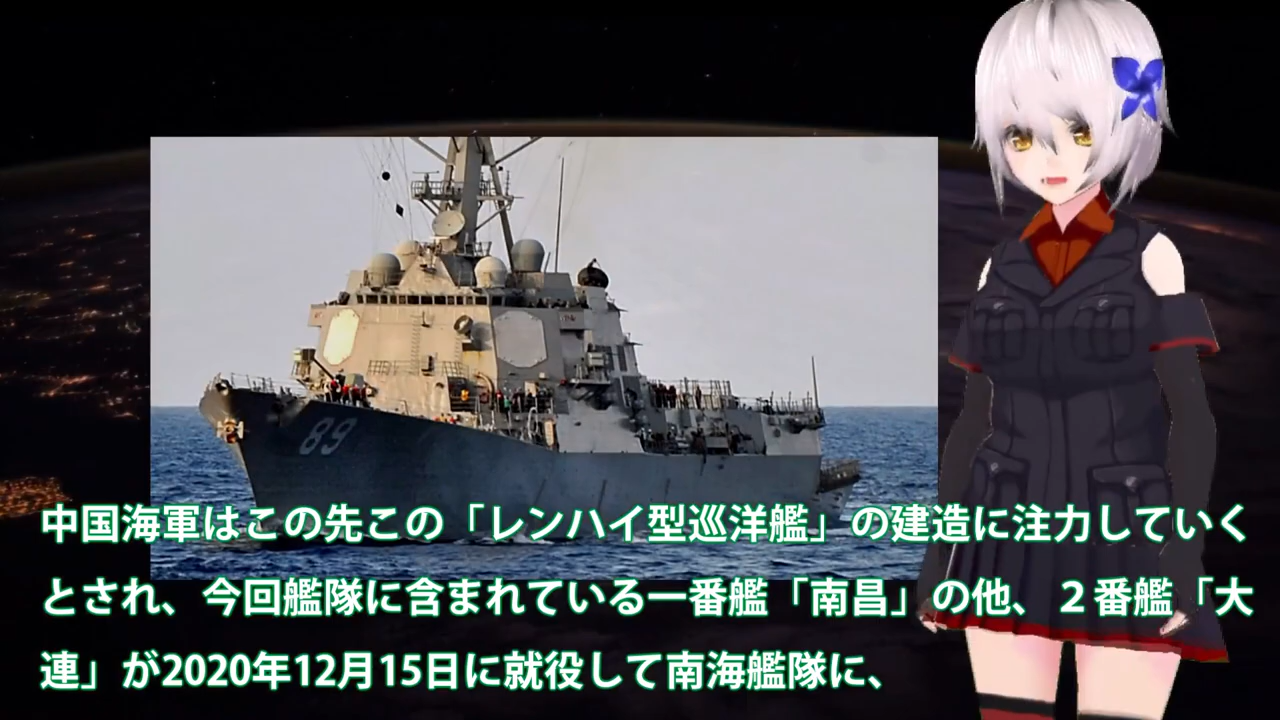 89
中国海軍はこの先この「レンハイ型巡洋艦」の建造に注力していく
とされ、今回艦隊に含まれている一番艦「南昌」の他、２番艦「大
連」が2020年12月15日に就役して南海艦隊に、